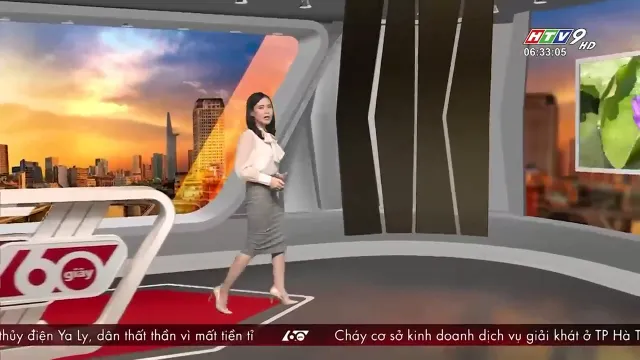 HTV9 HD
06:33:05
60
giây
thủy điện Ya Ly, dân thất thần vì mất tiền tỉ 60 Cháy cơ sở kinh doanh dịch vụ giải khát ở TP Hà T